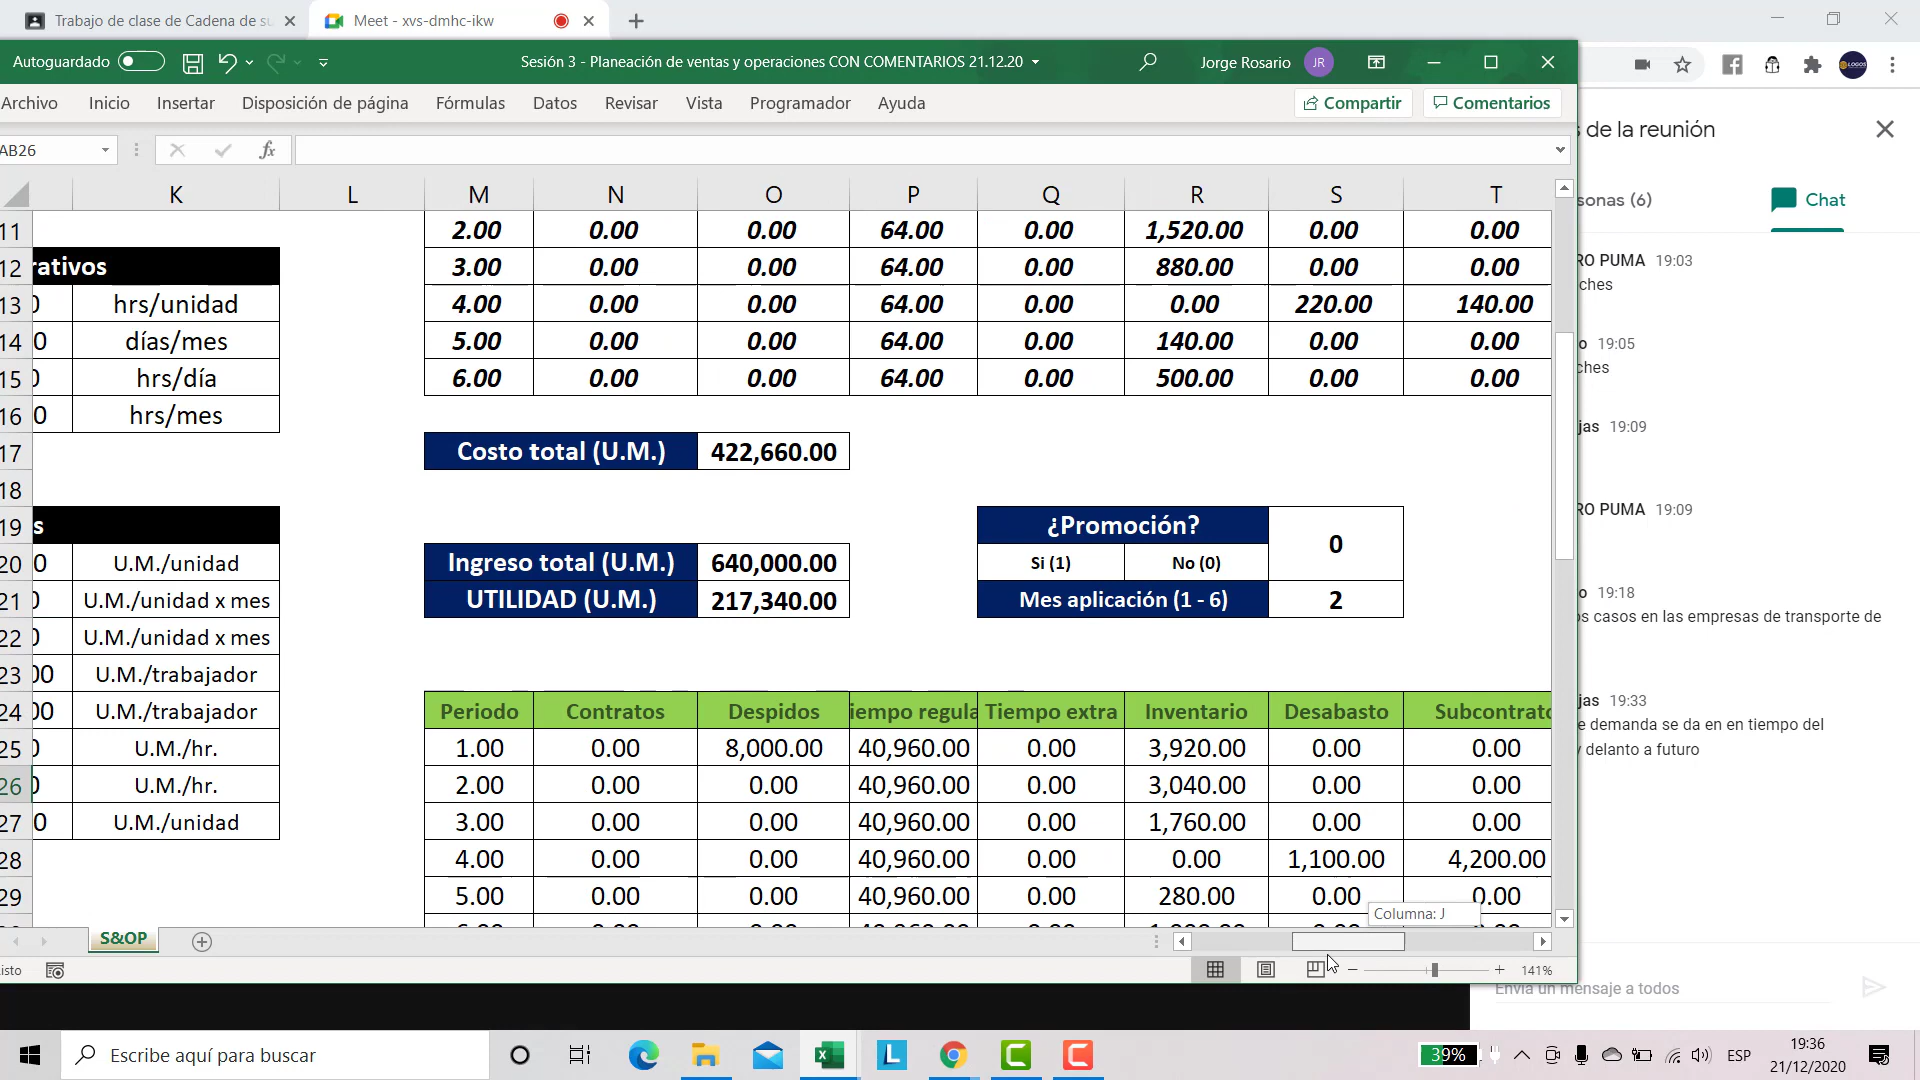 Trabajo de clase de Cadena de su
Meet - xvs-dmhc-ikw
Autoguardado
Sesión 3 - Planeación de ventas y operaciones CON COMENTARIOS 21.12.20
Jorge Rosario
JR
LOGOS
Archivo Inicio Insertar Disposición de página Fórmulas Datos Revisar Vista Programador Ayuda
Compartir
Comentarios
AB26
fx
K L M N O P Q R S T
11 2.00 0.00 0.00 64.00 0.00 1,520.00 0.00 0.00
12 rativos 3.00 0.00 0.00 64.00 0.00 880.00 0.00 0.00
13 0 hrs/unidad 4.00 0.00 0.00 64.00 0.00 0.00 220.00 140.00
14 0 días/mes 5.00 0.00 0.00 64.00 0.00 140.00 0.00 0.00
15 0 hrs/día 6.00 0.00 0.00 64.00 0.00 500.00 0.00 0.00
16 0 hrs/mes
17 Costo total (U.M.) 422,660.00
18
19 s ¿Promoción? 0
20 0 U.M./unidad Ingreso total (U.M.) 640,000.00 Si (1) No (0)
21 0 U.M./unidad x mes UTILIDAD (U.M.) 217,340.00 Mes aplicación (1 - 6) 2
22 0 U.M./unidad x mes
23 00 U.M./trabajador
24 00 U.M./trabajador Periodo Contratos Despidos iempo regula Tiempo extra Inventario Desabasto Subcontrato
25 0 U.M./hr. 1.00 0.00 8,000.00 40,960.00 0.00 3,920.00 0.00 0.00
26 0 U.M./hr. 2.00 0.00 0.00 40,960.00 0.00 3,040.00 0.00 0.00
27 0 U.M./unidad 3.00 0.00 0.00 40,960.00 0.00 1,760.00 0.00 0.00
28 4.00 0.00 0.00 40,960.00 0.00 0.00 1,100.00 4,200.00
29 5.00 0.00 0.00 40,960.00 0.00 280.00 0.00 0.00
Columna: J
S&OP
isto
141%
s de la reunión
sonas (6)
Chat
RO PUMA 19:03
ches
o 19:05
ches
jas 19:09
RO PUMA 19:09
o 19:18
os casos en las empresas de transporte de
jas 19:33
e demanda se da en en tiempo del
y delanto a futuro
Envía un mensaje a todos
Escribe aquí para buscar
L
39%
ESP
19:36
21/12/2020